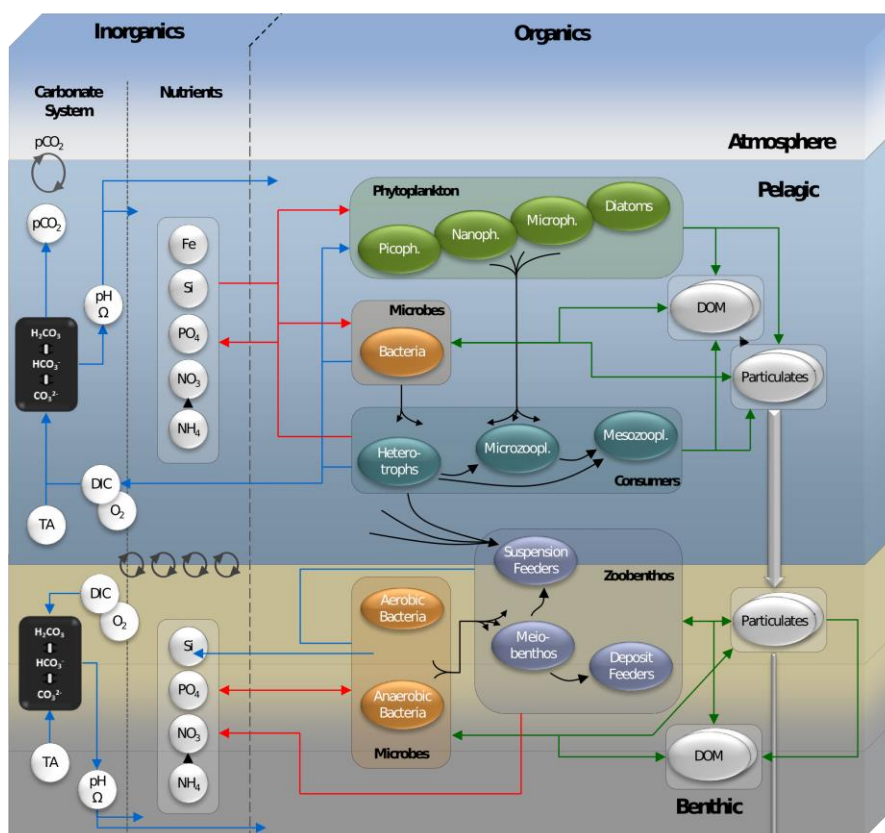 Inorganics
Organics
Carbonate
System
Nutrients
pCO₂
Atmosphere
Pelagic
Phytoplankton
Picoph.
Nanoph.
Microph.
Diatoms
pCO₂
pH
Ω
Fe
Si
PO₄
NO₃
NH₄
H₂CO₃
HCO₃⁻
CO₃²⁻
Microbes
Bacteria
DOM
Particulates
Hetero-
trophs
Microzoopl.
Mesozoopl.
Consumers
DIC
O₂
TA
Suspension
Feeders
Zoobenthos
DIC
O₂
Aerobic
Bacteria
Meio-
benthos
Deposit
Feeders
Particulates
H₂CO₃
HCO₃⁻
CO₃²⁻
Si
PO₄
NO₃
NH₄
Anaerobic
Bacteria
Microbes
DOM
TA
pH
Ω
Benthic